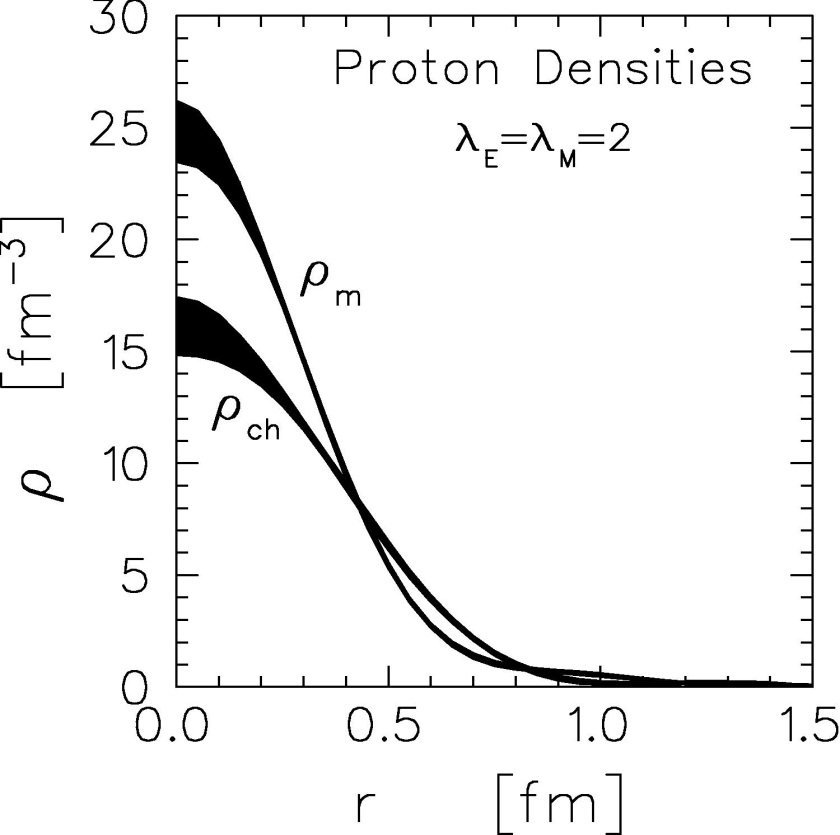 Proton Densities
λE=λM=2
30
25
20
15
10
5
0
ρ [fm−3]
ρm
ρch
0.0 0.5 1.0 1.5
r [fm]